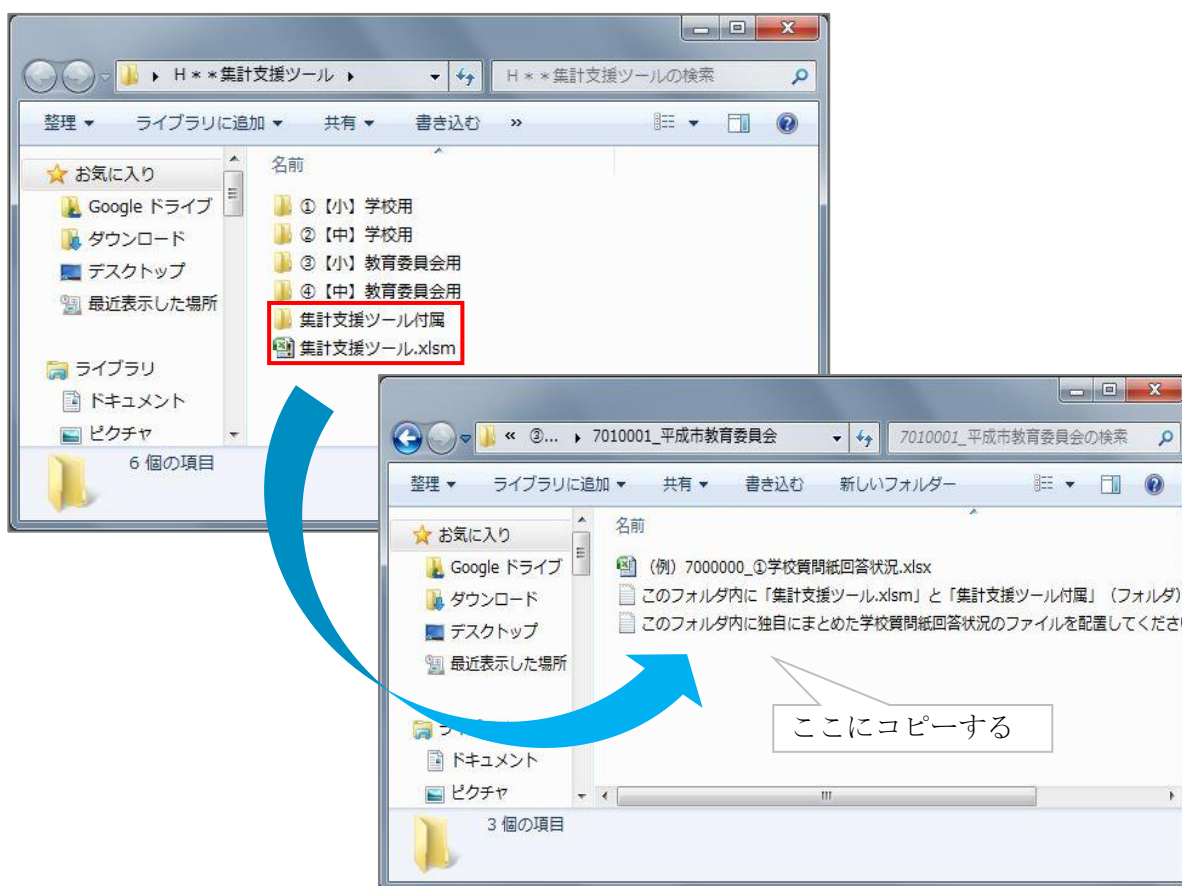 H＊＊集計支援ツール
H＊＊集計支援ツールの検索
整理
ライブラリに追加
共有
書き込む
»
お気に入り
Google ドライブ
ダウンロード
デスクトップ
最近表示した場所
ライブラリ
ドキュメント
ピクチャ
名前
①【小】学校用
②【中】学校用
③【小】教育委員会用
④【中】教育委員会用
集計支援ツール付属
集計支援ツール.xlsm
6 個の項目
« ③... 7010001_平成市教育委員会
7010001_平成市教育委員会の検索
整理
ライブラリに追加
共有
書き込む
新しいフォルダー
お気に入り
Google ドライブ
ダウンロード
デスクトップ
最近表示した場所
ドキュメント
ピクチャ
名前
（例）7000000_①学校質問紙回答状況.xlsx
このフォルダ内に「集計支援ツール.xlsm」と「集計支援ツール付属」（フォルダ）
このフォルダ内に独自にまとめた学校質問紙回答状況のファイルを配置してくださ
ここにコピーする
3 個の項目